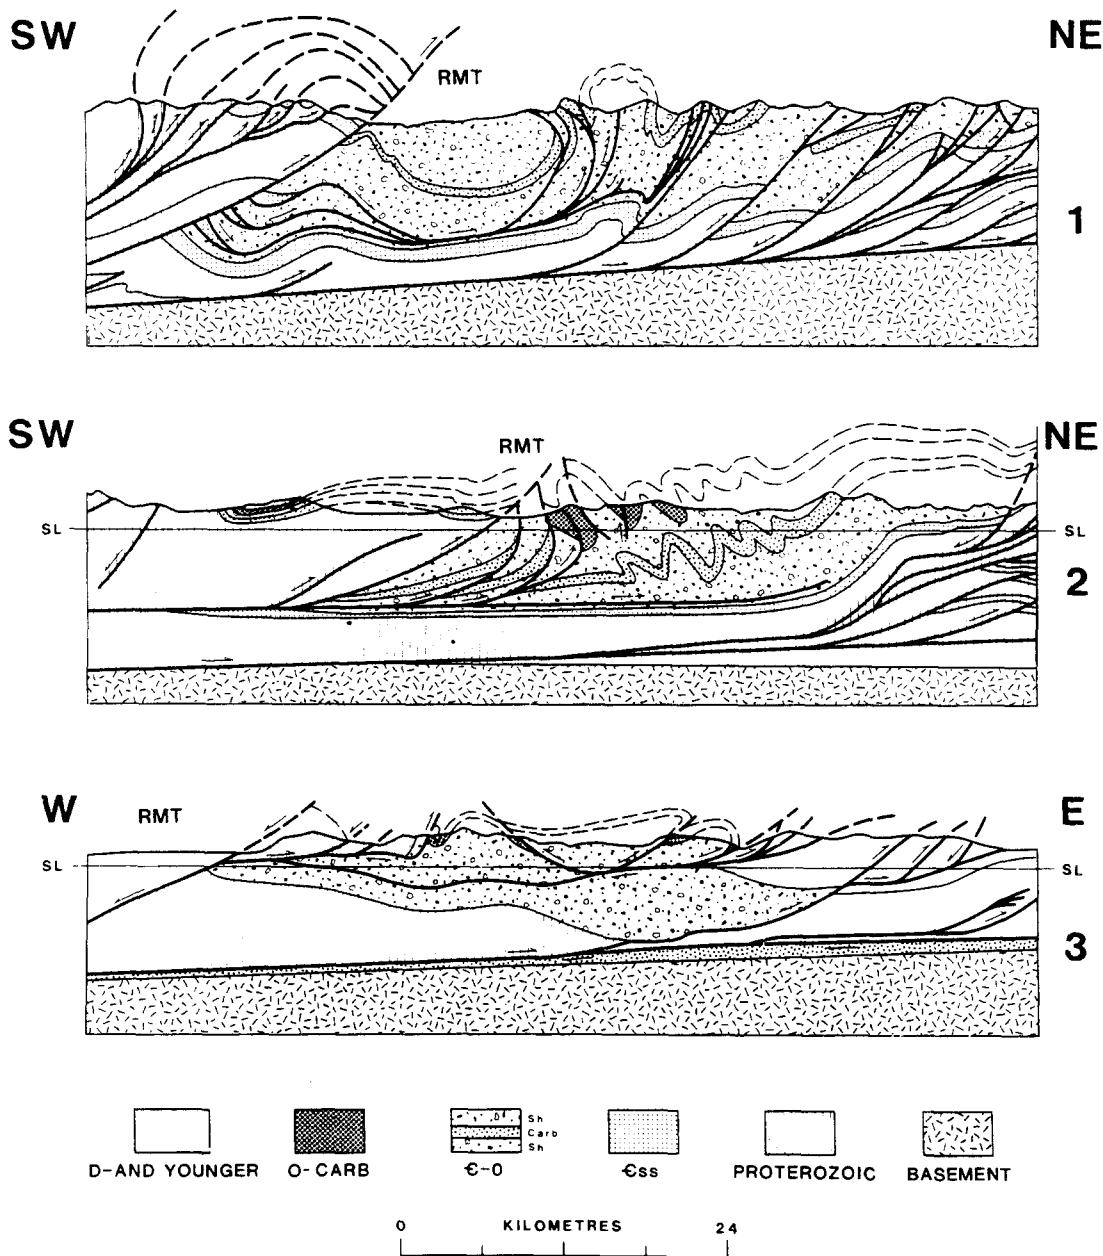 SW NE
RMT
1
SW NE
RMT
SL SL
2
W E
RMT
SL SL
3
Sh
Carb
Sh
D-AND YOUNGER O-CARB Є-O Єss PROTEROZOIC BASEMENT
0 KILOMETRES 24